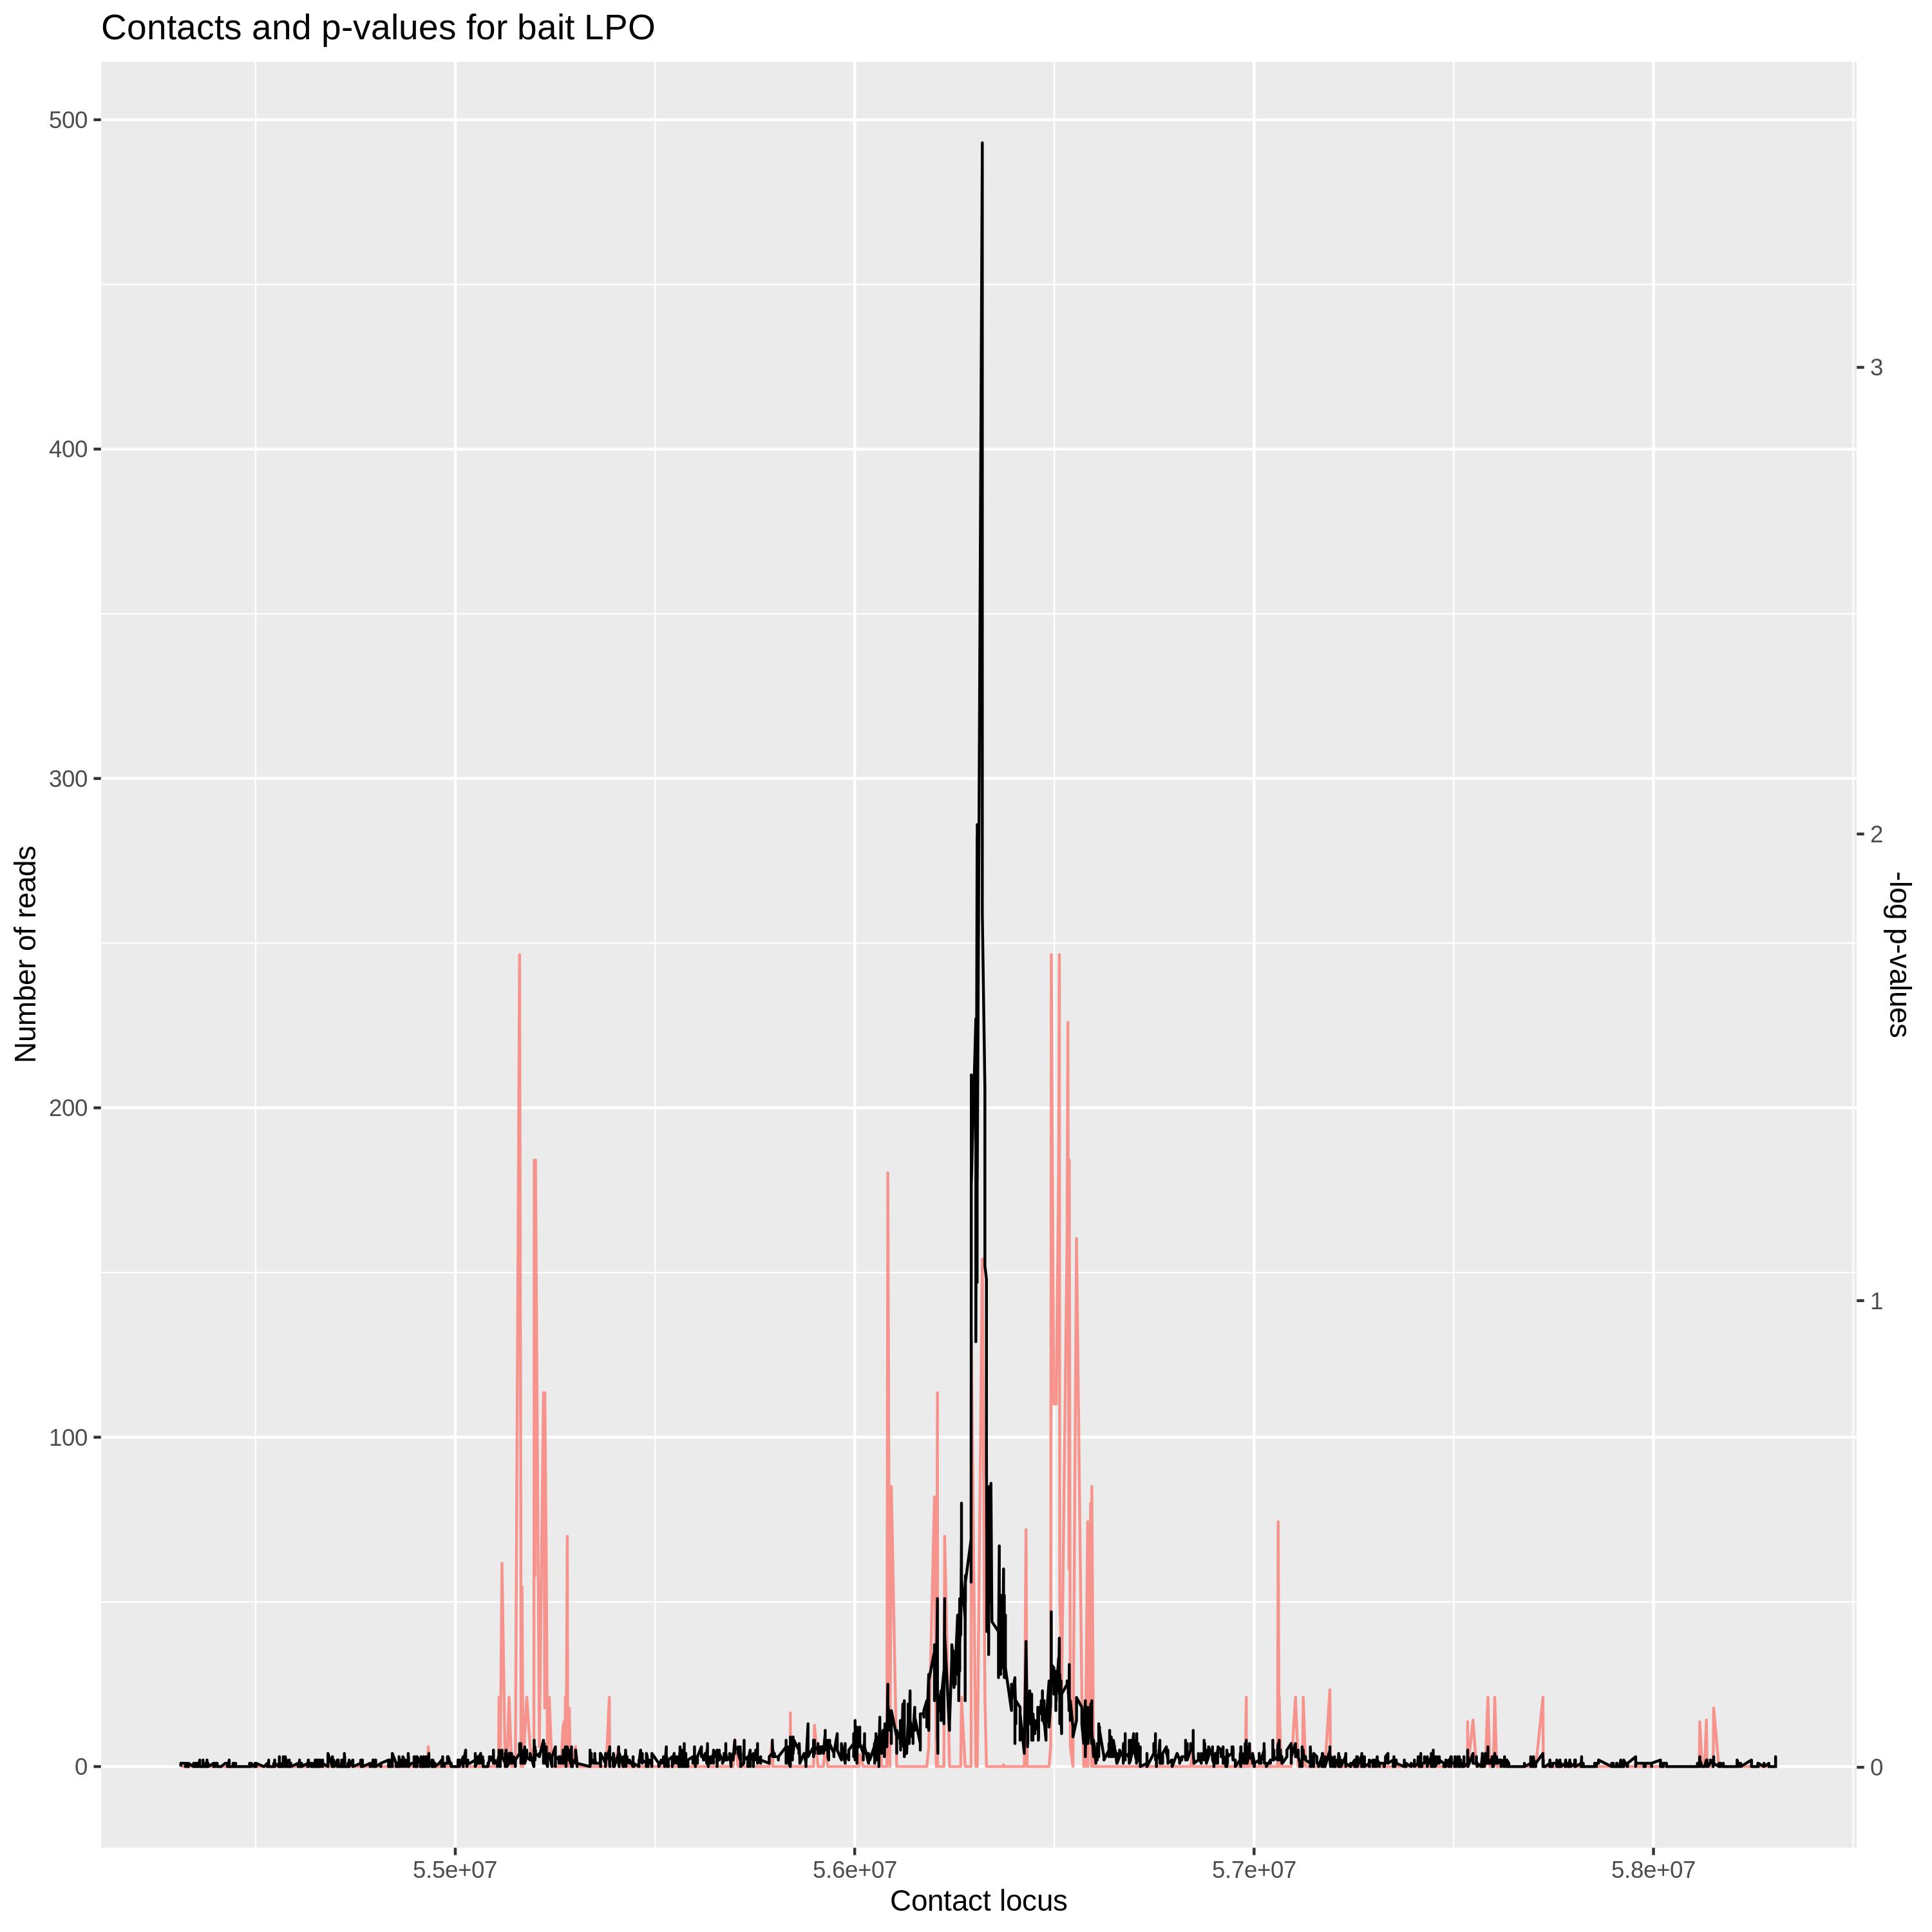 Contacts and p-values for bait LPO
500
400
300
200
100
0
Number of reads
3
2
1
0
-log p-values
5.5e+07 5.6e+07 5.7e+07 5.8e+07
Contact locus